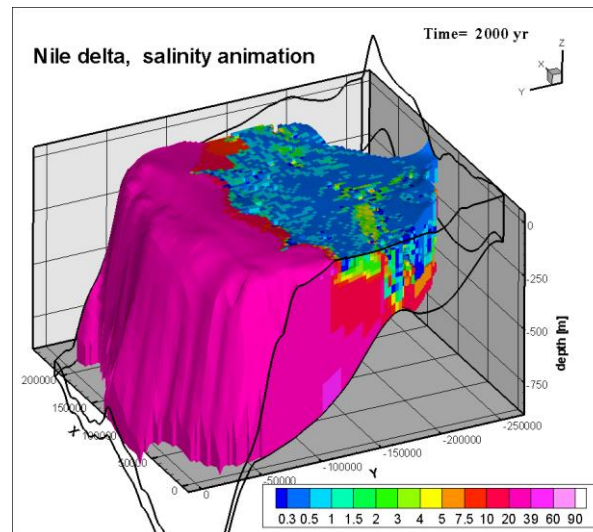 Time= 2000 yr
Nile delta, salinity animation
Z
X
Y
0
-250
-500
-750
depth [m]
200000
150000
100000
50000
0
X
0
-50000
-100000
-150000
-200000
-250000
Y
0.3 0.5 1 1.5 2 3 4 5 7.5 10 20 39 60 90